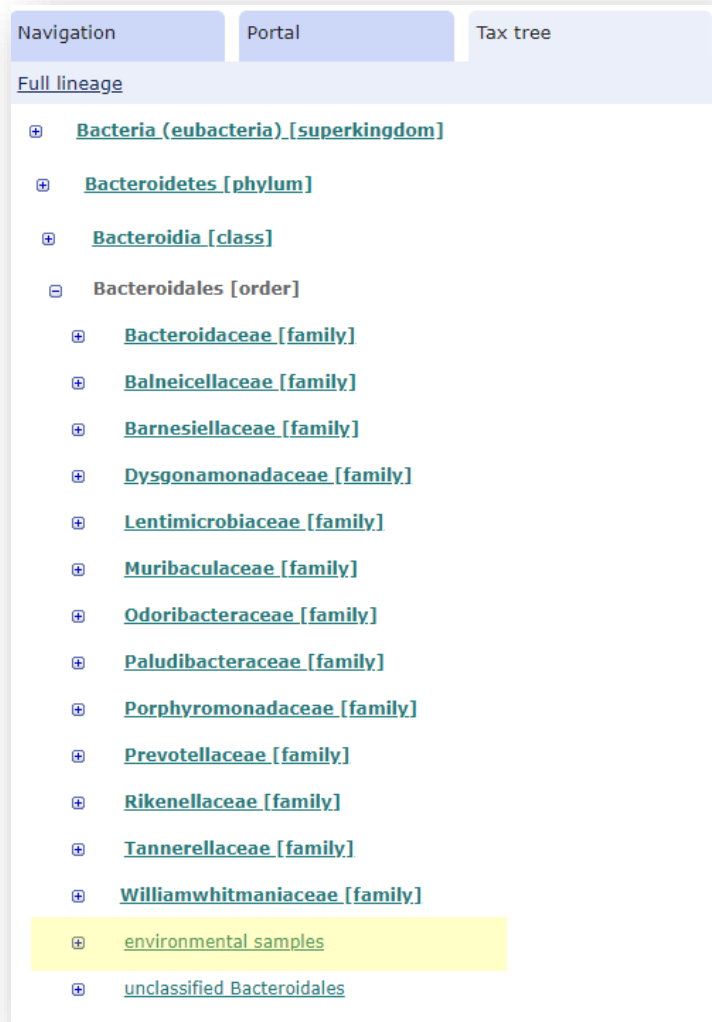 Navigation Portal Tax tree
Full lineage
Bacteria (eubacteria) [superkingdom]
Bacteroidetes [phylum]
Bacteroidia [class]
Bacteroidales [order]
Bacteroidaceae [family]
Balneicellaceae [family]
Barnesiellaceae [family]
Dysgonamonadaceae [family]
Lentimicrobiaceae [family]
Muribaculaceae [family]
Odoribacteraceae [family]
Paludibacteraceae [family]
Porphyromonadaceae [family]
Prevotellaceae [family]
Rikenellaceae [family]
Tannerellaceae [family]
Williamwhitmaniaceae [family]
environmental samples
unclassified Bacteroidales